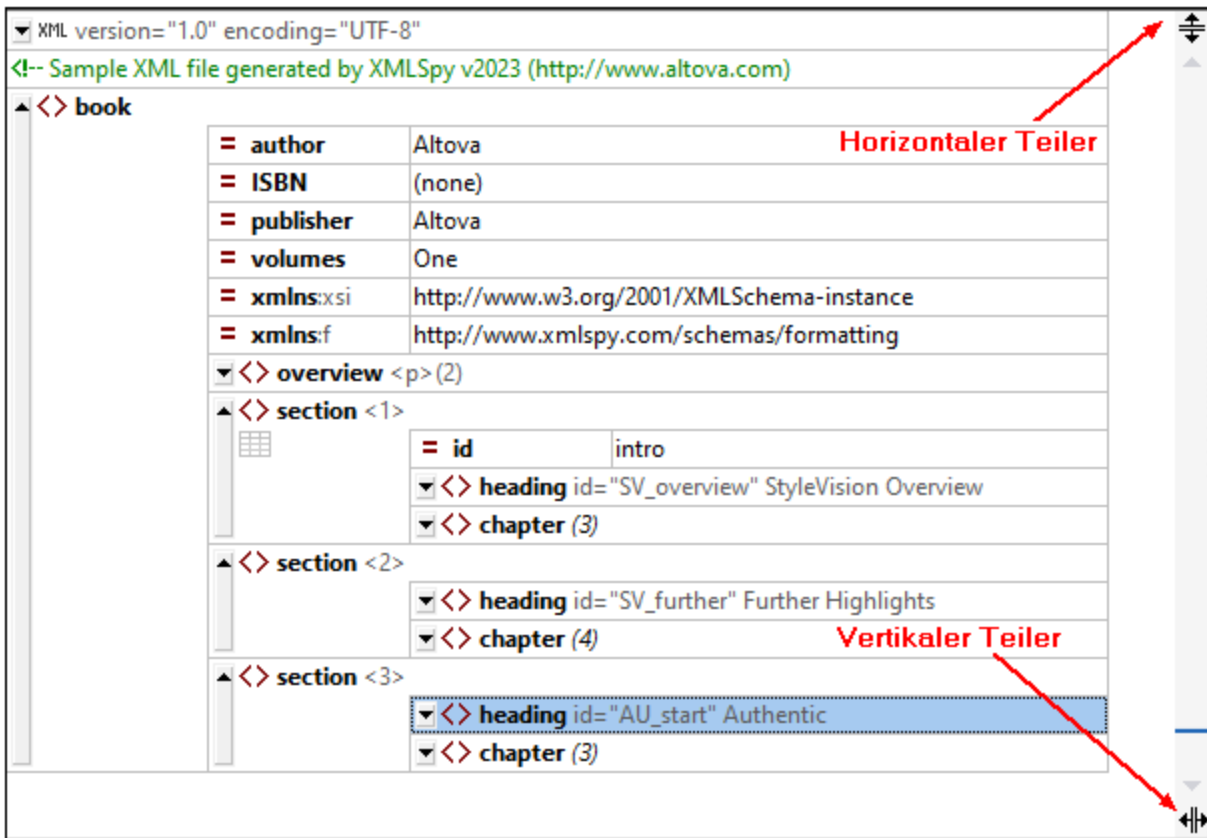 XML version="1.0" encoding="UTF-8"
<!-- Sample XML file generated by XMLSpy v2023 (http://www.altova.com)
<> book
Horizontaler Teiler
= author Altova
= ISBN (none)
= publisher Altova
= volumes One
= xmlns:xsi http://www.w3.org/2001/XMLSchema-instance
= xmlns:f http://www.xmlspy.com/schemas/formatting
<> overview <p>(2)
<> section <1>
= id intro
<> heading id="SV_overview" StyleVision Overview
<> chapter (3)
<> section <2>
<> heading id="SV_further" Further Highlights
<> chapter (4)
Vertikaler Teiler
<> section <3>
<> heading id="AU_start" Authentic
<> chapter (3)